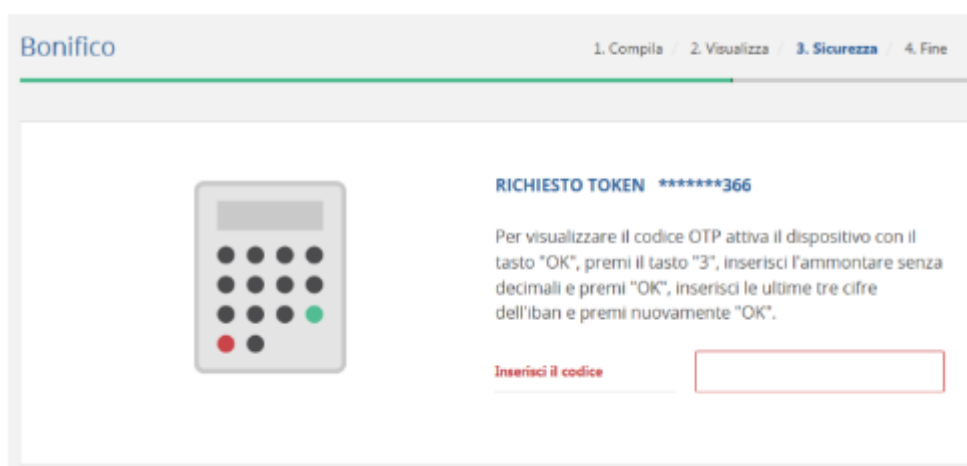 Bonifico
1. Compila / 2. Visualizza / 3. Sicurezza / 4. Fine
RICHIESTO TOKEN *******366
Per visualizzare il codice OTP attiva il dispositivo con il
tasto "OK", premi il tasto "3", inserisci l'ammontare senza
decimali e premi "OK", inserisci le ultime tre cifre
dell'iban e premi nuovamente "OK".
Inserisci il codice